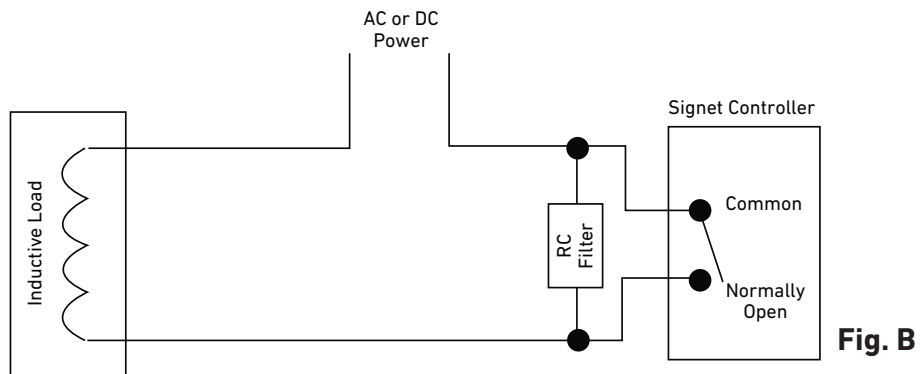 AC or DC
Power
Signet Controller
Inductive Load
RC
Filter
Common
Normally
Open
Fig. B